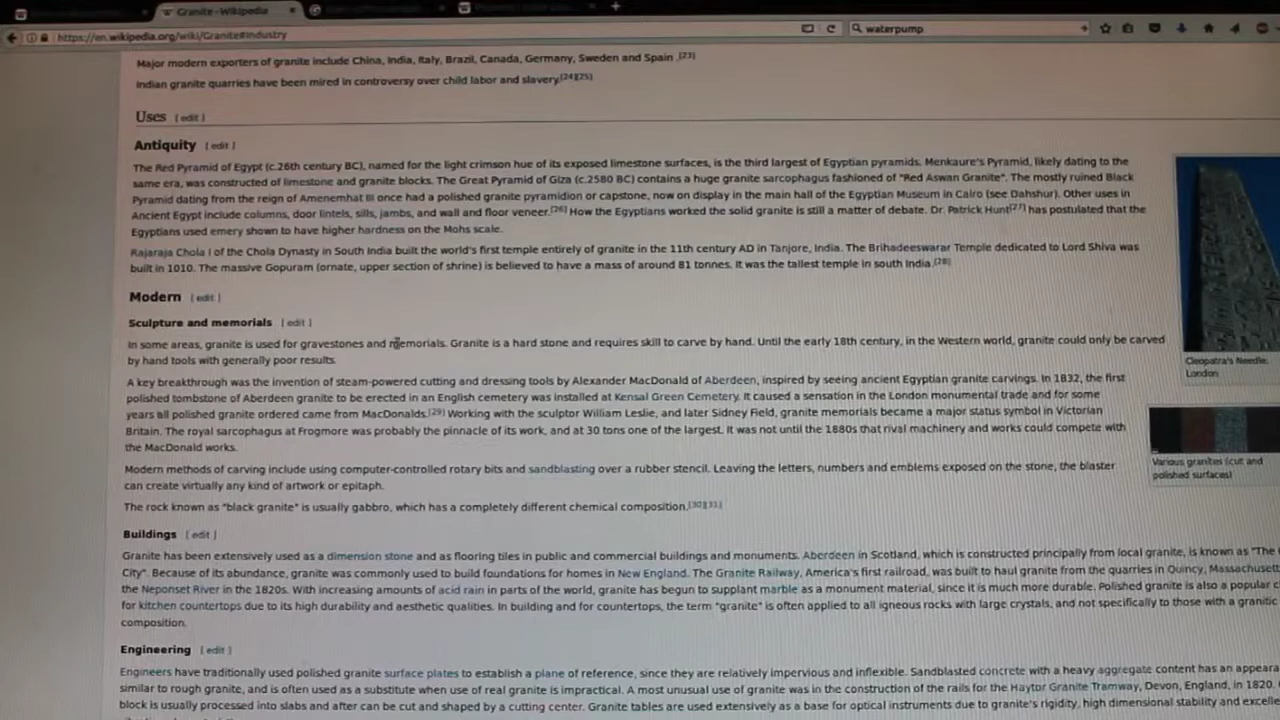 Granite - Wikipedia
https://en.wikipedia.org/wiki/Granite#Industry
waterpump
Major modern exporters of granite include China, India, Italy, Brazil, Canada, Germany, Sweden and Spain .[23]
Indian granite quarries have been mired in controversy over child labor and slavery.[24][25]
Uses [ edit ]
Antiquity [ edit ]
The Red Pyramid of Egypt (c.26th century BC), named for the light crimson hue of its exposed limestone surfaces, is the third largest of Egyptian pyramids. Menkaure's Pyramid, likely dating to the
same era, was constructed of limestone and granite blocks. The Great Pyramid of Giza (c.2580 BC) contains a huge granite sarcophagus fashioned of "Red Aswan Granite". The mostly ruined Black
Pyramid dating from the reign of Amenemhat III once had a polished granite pyramidion or capstone, now on display in the main hall of the Egyptian Museum in Cairo (see Dahshur). Other uses in
Ancient Egypt include columns, door lintels, sills, jambs, and wall and floor veneer.[26] How the Egyptians worked the solid granite is still a matter of debate. Dr. Patrick Hunt[27] has postulated that the
Egyptians used emery shown to have higher hardness on the Mohs scale.
Rajaraja Chola I of the Chola Dynasty in South India built the world's first temple entirely of granite in the 11th century AD in Tanjore, India. The Brihadeeswarar Temple dedicated to Lord Shiva was
built in 1010. The massive Gopuram (ornate, upper section of shrine) is believed to have a mass of around 81 tonnes. It was the tallest temple in south India.[28]
Modern [ edit ]
Sculpture and memorials [ edit ]
In some areas, granite is used for gravestones and memorials. Granite is a hard stone and requires skill to carve by hand. Until the early 18th century, in the Western world, granite could only be carved
by hand tools with generally poor results.
A key breakthrough was the invention of steam-powered cutting and dressing tools by Alexander MacDonald of Aberdeen, inspired by seeing ancient Egyptian granite carvings. In 1832, the first
polished tombstone of Aberdeen granite to be erected in an English cemetery was installed at Kensal Green Cemetery. It caused a sensation in the London monumental trade and for some
years all polished granite ordered came from MacDonalds.[29] Working with the sculptor William Leslie, and later Sidney Field, granite memorials became a major status symbol in Victorian
Britain. The royal sarcophagus at Frogmore was probably the pinnacle of its work, and at 30 tons one of the largest. It was not until the 1880s that rival machinery and works could compete with
the MacDonald works.
Modern methods of carving include using computer-controlled rotary bits and sandblasting over a rubber stencil. Leaving the letters, numbers and emblems exposed on the stone, the blaster
can create virtually any kind of artwork or epitaph.
The rock known as "black granite" is usually gabbro, which has a completely different chemical composition.[30][31]
Cleopatra's Needle,
London
Various granites (cut and
polished surfaces)
Buildings [ edit ]
Granite has been extensively used as a dimension stone and as flooring tiles in public and commercial buildings and monuments. Aberdeen in Scotland, which is constructed principally from local granite, is known as "The
City". Because of its abundance, granite was commonly used to build foundations for homes in New England. The Granite Railway, America's first railroad, was built to haul granite from the quarries in Quincy, Massachuset
the Neponset River in the 1820s. With increasing amounts of acid rain in parts of the world, granite has begun to supplant marble as a monument material, since it is much more durable. Polished granite is also a popular
for kitchen countertops due to its high durability and aesthetic qualities. In building and for countertops, the term "granite" is often applied to all igneous rocks with large crystals, and not specifically to those with a granitic
composition.
Engineering [ edit ]
Engineers have traditionally used polished granite surface plates to establish a plane of reference, since they are relatively impervious and inflexible. Sandblasted concrete with a heavy aggregate content has an appeara
similar to rough granite, and is often used as a substitute when use of real granite is impractical. A most unusual use of granite was in the construction of the rails for the Haytor Granite Tramway, Devon, England, in 1820.
block is usually processed into slabs and after can be cut and shaped by a cutting center. Granite tables are used extensively as a base for optical instruments due to granite's rigidity, high dimensional stability and excelle